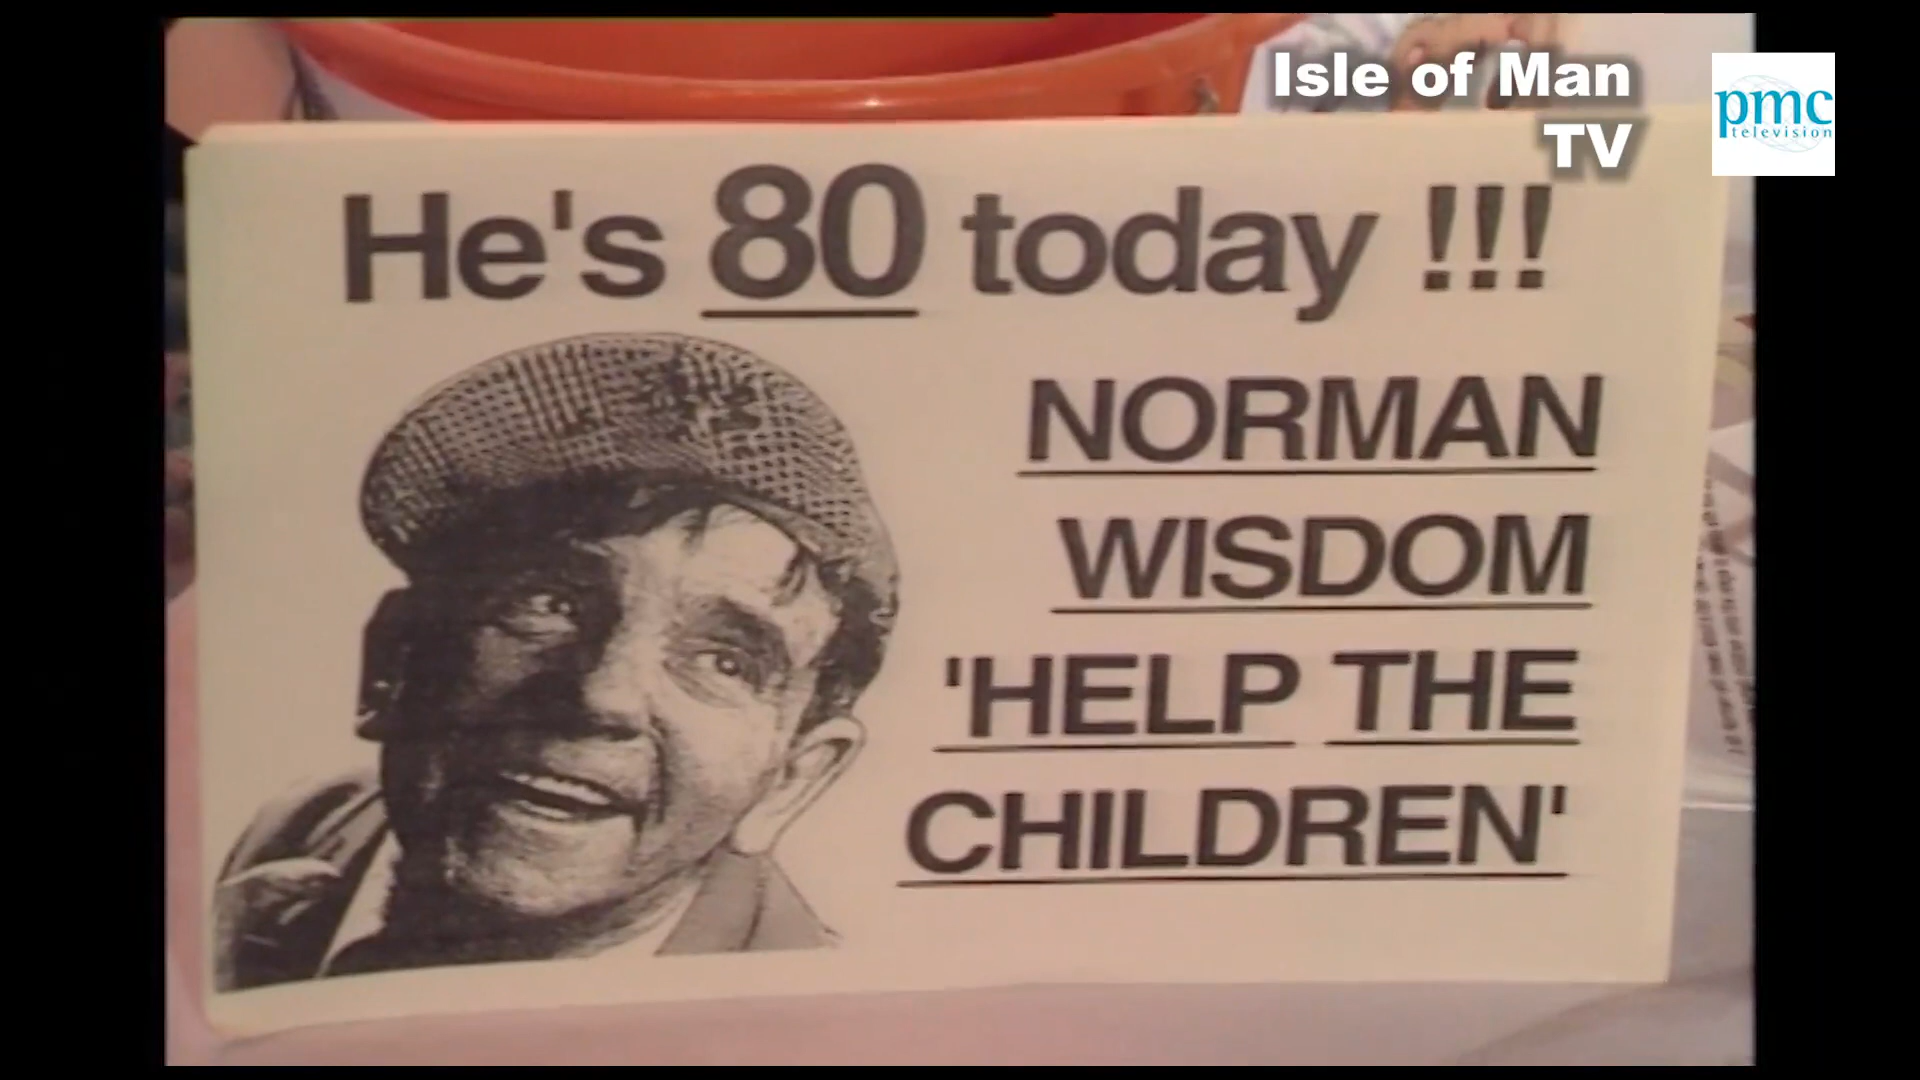 Isle of Man
TV
pmc
television
He's 80 today !!!
NORMAN
WISDOM
'HELP THE
CHILDREN'